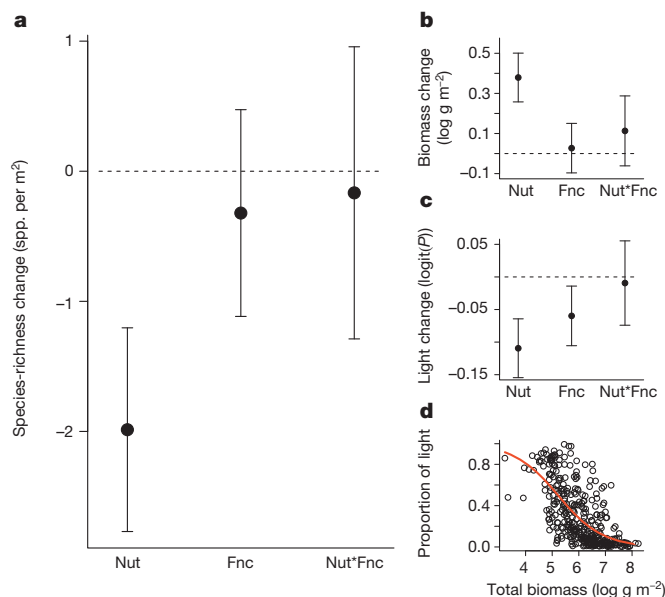 a
Species-richness change (spp. per m²)
1
0
−1
−2
Nut Fnc Nut*Fnc
b
Biomass change
(log g m⁻²)
0.5
0.3
0.1
−0.1
Nut Fnc Nut*Fnc
c
Light change (logit(P))
0.05
−0.05
−0.15
Nut Fnc Nut*Fnc
d
Proportion of light
0.8
0.4
0.0
4 5 6 7 8
Total biomass (log g m⁻²)